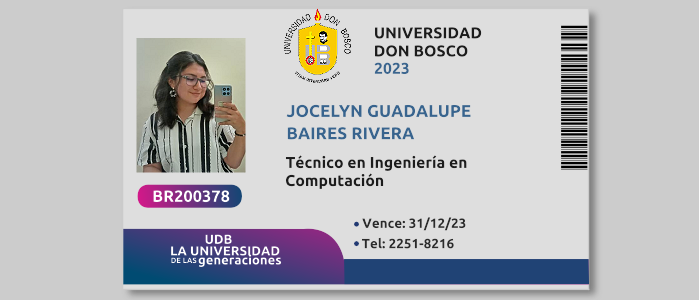 UNIVERSIDAD DON BOSCO
UNIVERSIDAD
DON BOSCO
2023
JOCELYN GUADALUPE
BAIRES RIVERA
Técnico en Ingeniería en
Computación
BR200378
• Vence: 31/12/23
• Tel: 2251-8216
UDB
LA UNIVERSIDAD
DE LAS generaciones